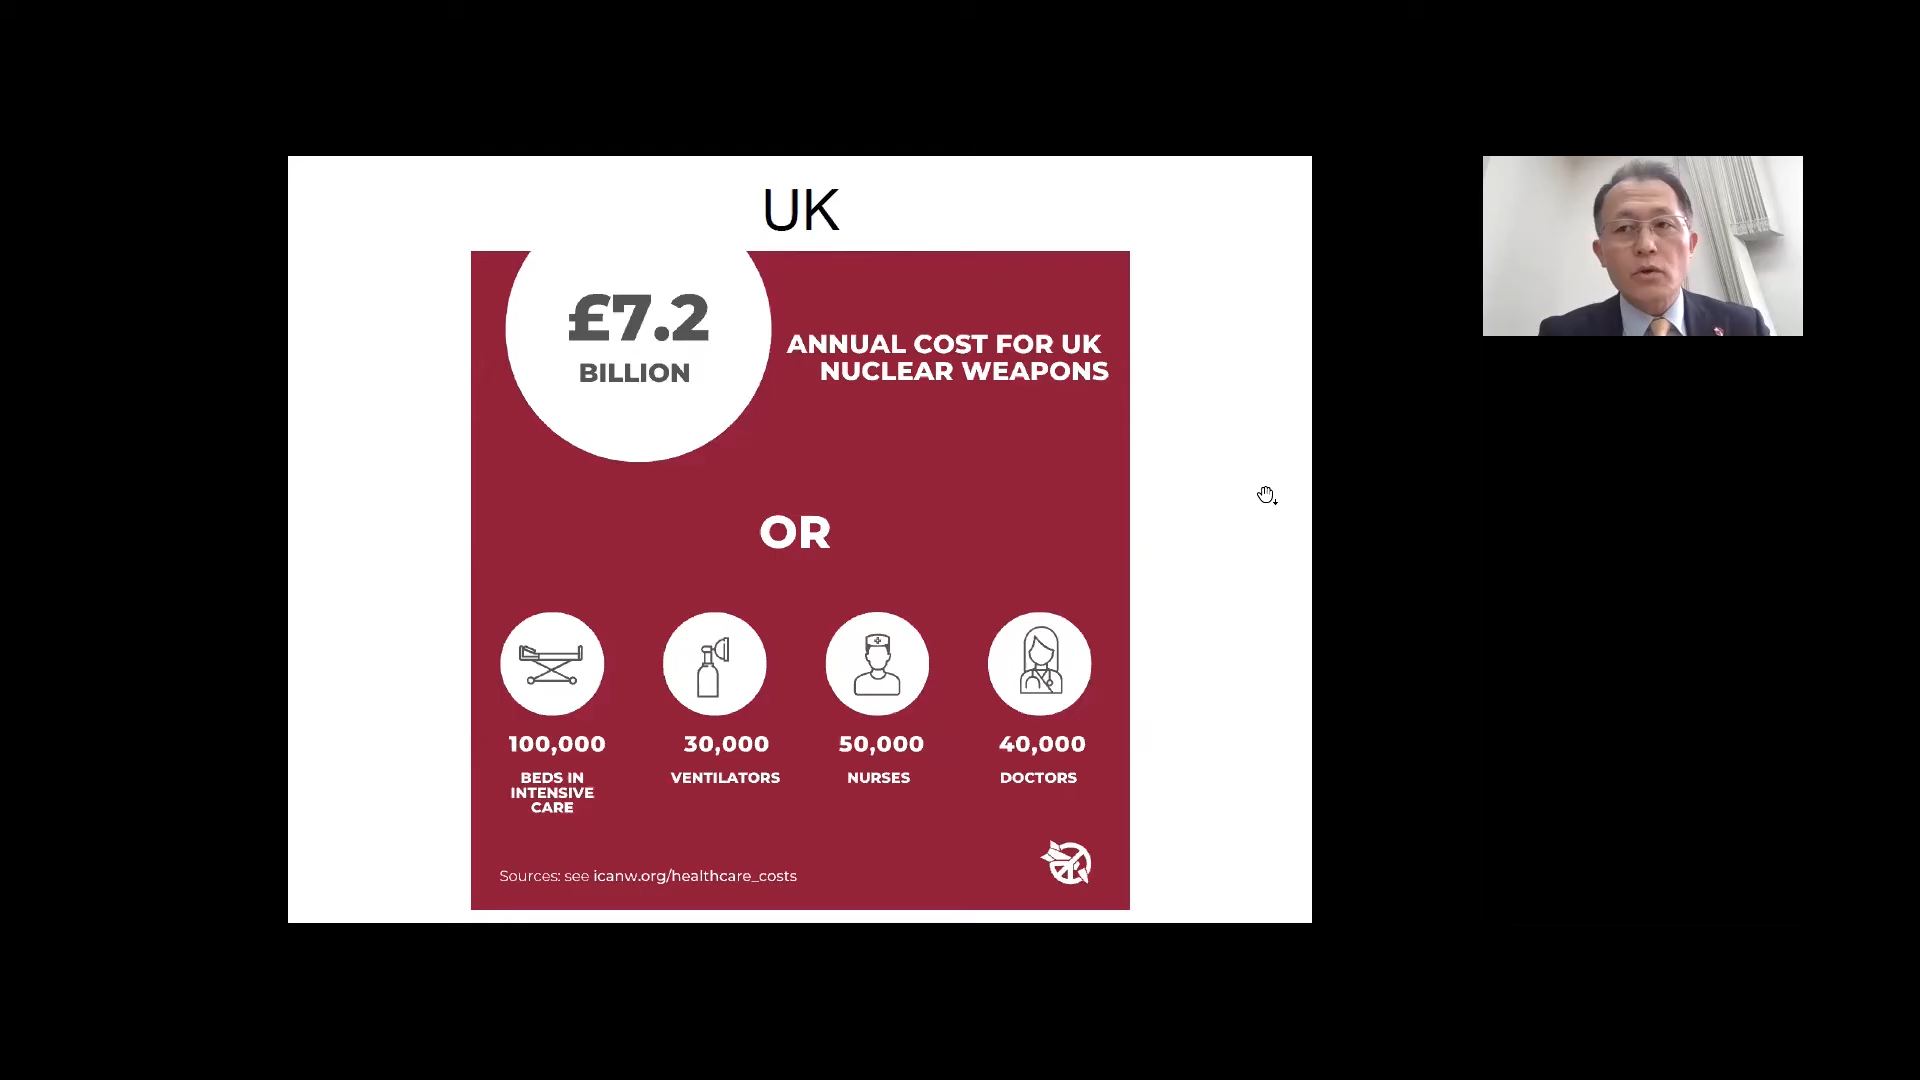 UK
£7.2
BILLION
ANNUAL COST FOR UK
NUCLEAR WEAPONS
OR
100,000
BEDS IN
INTENSIVE
CARE
30,000
VENTILATORS
50,000
NURSES
40,000
DOCTORS
Sources: see icanw.org/healthcare_costs